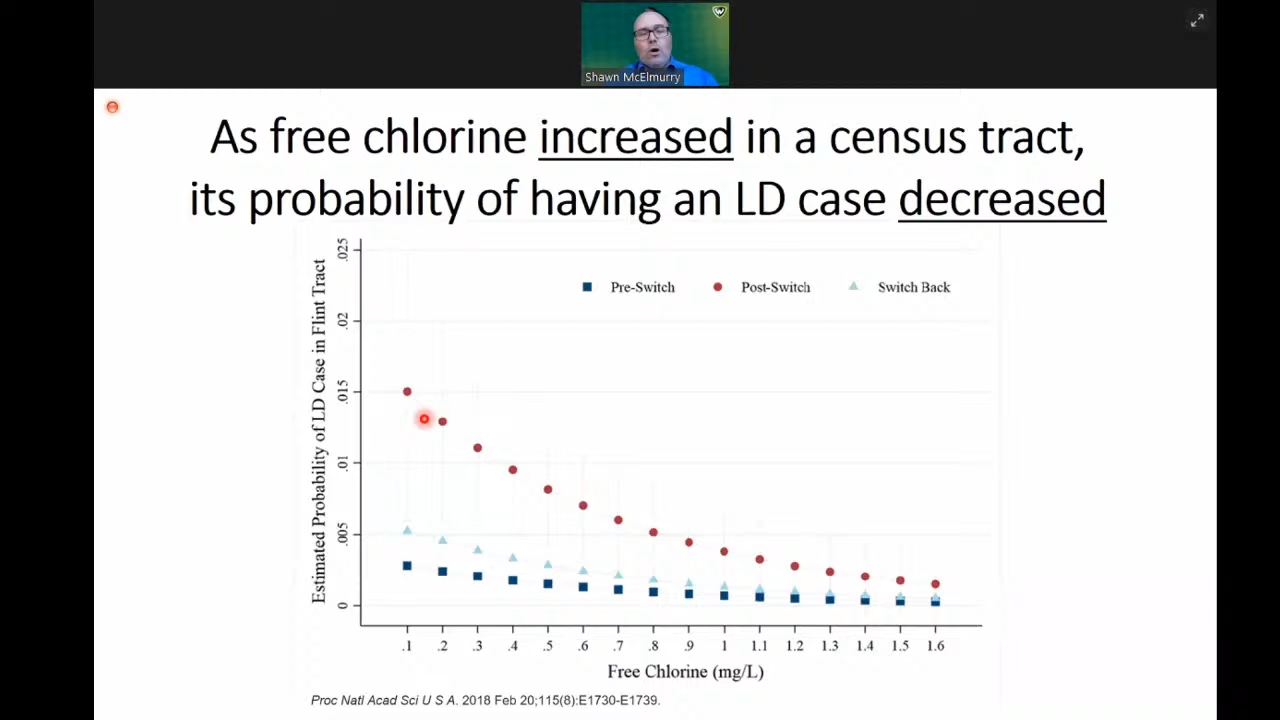 Shawn McElmurry
As free chlorine increased in a census tract,
its probability of having an LD case decreased
Estimated Probability of LD Case in Flint Tract
.025
.02
.015
.01
.005
0
Pre-Switch Post-Switch Switch Back
.1 .2 .3 .4 .5 .6 .7 .8 .9 1 1.1 1.2 1.3 1.4 1.5 1.6
Free Chlorine (mg/L)
Proc Natl Acad Sci U S A. 2018 Feb 20;115(8):E1730-E1739.